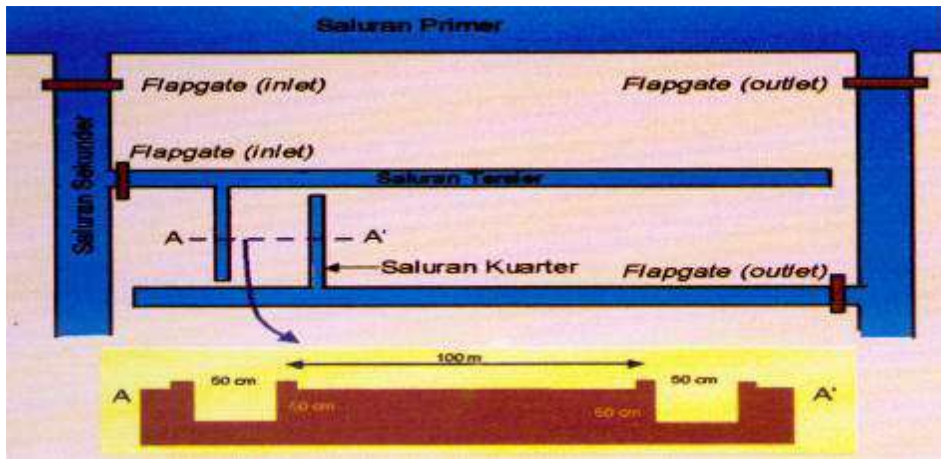 Saluran Primer
Flapgate (inlet)
Flapgate (outlet)
Flapgate (inlet)
Saluran Sekunder
Saluran Tersier
A
A'
Saluran Kuarter
Flapgate (outlet)
100 m
50 cm
50 cm
A
50 cm
50 cm
A'